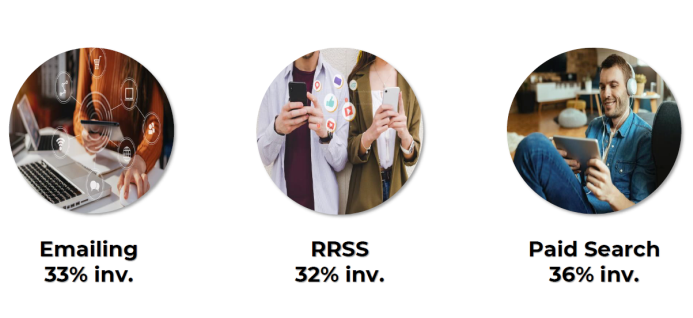 Emailing
33% inv.
RRSS
32% inv.
Paid Search
36% inv.